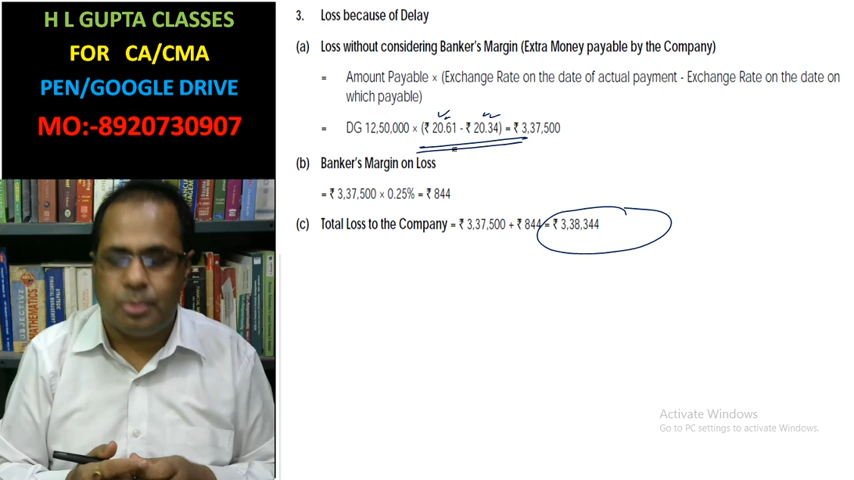 H L GUPTA CLASSES
FOR CA/CMA
PEN/GOOGLE DRIVE
MO:-8920730907
3. Loss because of Delay
(a) Loss without considering Banker's Margin (Extra Money payable by the Company)
= Amount Payable × (Exchange Rate on the date of actual payment - Exchange Rate on the date on
which payable)
= DG 12,50,000 × (₹ 20.61 - ₹ 20.34) = ₹ 3,37,500
(b) Banker's Margin on Loss
= ₹ 3,37,500 × 0.25% = ₹ 844
(c) Total Loss to the Company = ₹ 3,37,500 + ₹ 844 = ₹ 3,38,344
OBJECTIVE
MATHEMATICS
Activate Windows
Go to PC settings to activate Windows.